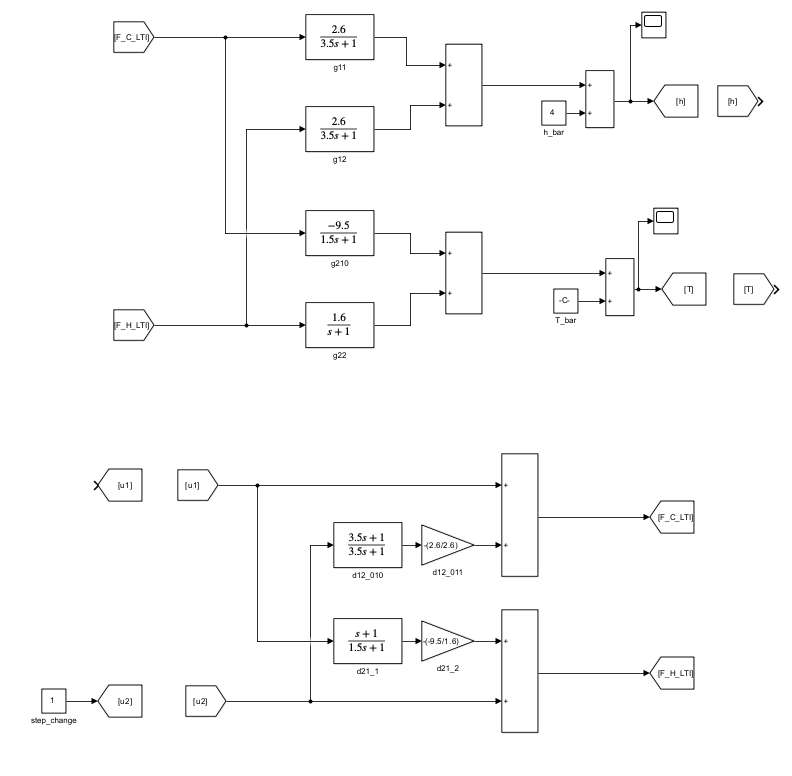 [F_C_LTI]
2.6
3.5s + 1
g11
+
+
+
4
+
h_bar
[h]
[h]
2.6
3.5s + 1
g12
−9.5
1.5s + 1
g210
+
+
+
-C-
+
T_bar
[T]
[T]
[F_H_LTI]
1.6
s + 1
g22
[u1]
[u1]
+
[F_C_LTI]
3.5s + 1
3.5s + 1
d12_010
-(2.6/2.6)
d12_011
+
s + 1
1.5s + 1
d21_1
-(-9.5/1.6)
d21_2
+
[F_H_LTI]
1
step_change
[u2]
[u2]
+